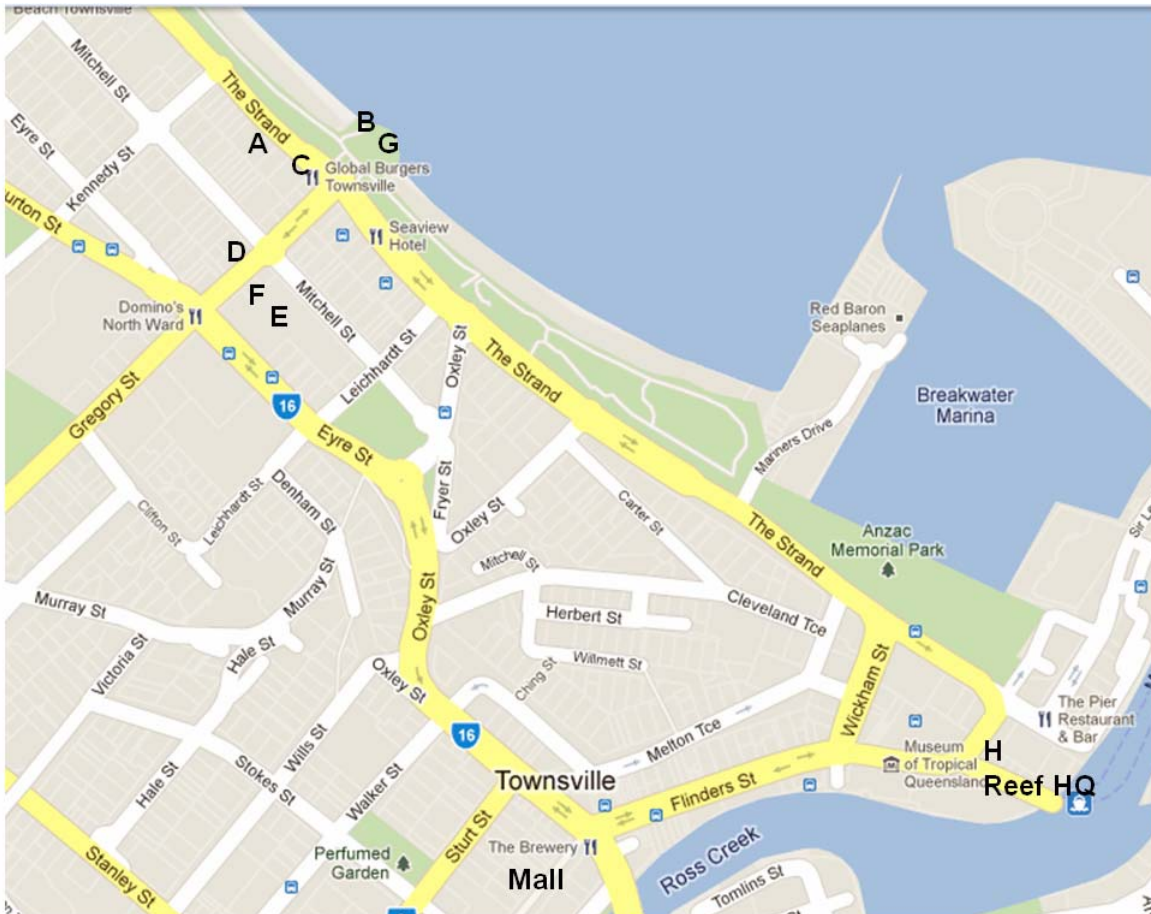 Beach Townsville
Mitchell St
The Strand
B
G
A
C
Global Burgers
Townsville
Eyre St
Kennedy St
urton St
Seaview
Hotel
D
F
E
Mitchell St
Domino's
North Ward
Leichhardt St
Oxley St
The Strand
Red Baron
Seaplanes
Breakwater
Marina
16
Gregory St
Eyre St
Mariners Drive
Denham St
Leichhardt St
Clifton St
Fryer St
Oxley St
Carter St
The Strand
Anzac
Memorial Park
Sir Le
Mitchell St
Murray St
Murray St
Oxley St
Herbert St
Cleveland Tce
Hale St
Victoria St
Willmett St
Ching St
Oxley St
Wickham St
16
Melton Tce
The Pier
Restaurant
& Bar
Wills St
Hale St
Stokes St
Walker St
Townsville
Flinders St
Museum
of Tropical
Queensland
H
Reef HQ
Stanley St
Perfumed
Garden
Sturt St
The Brewery
Mall
Ross Creek
Tomlins St